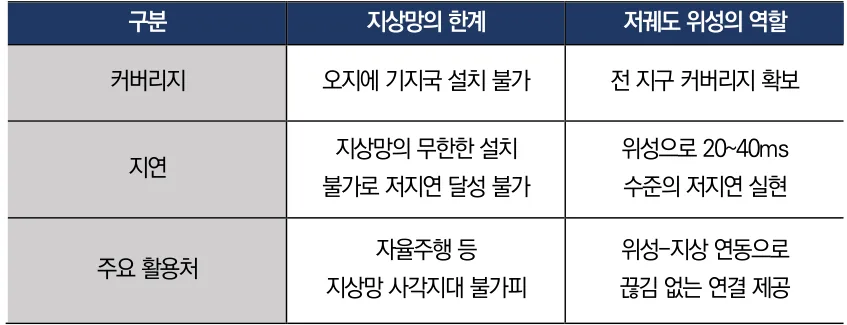 구분 지상망의 한계 저궤도 위성의 역할
커버리지 오지에 기지국 설치 불가 전 지구 커버리지 확보
지연
지상망의 무한한 설치
불가로 저지연 달성 불가
위성으로 20~40ms
수준의 저지연 실현
주요 활용처
자율주행 등
지상망 사각지대 불가피
위성-지상 연동으로
끊김 없는 연결 제공